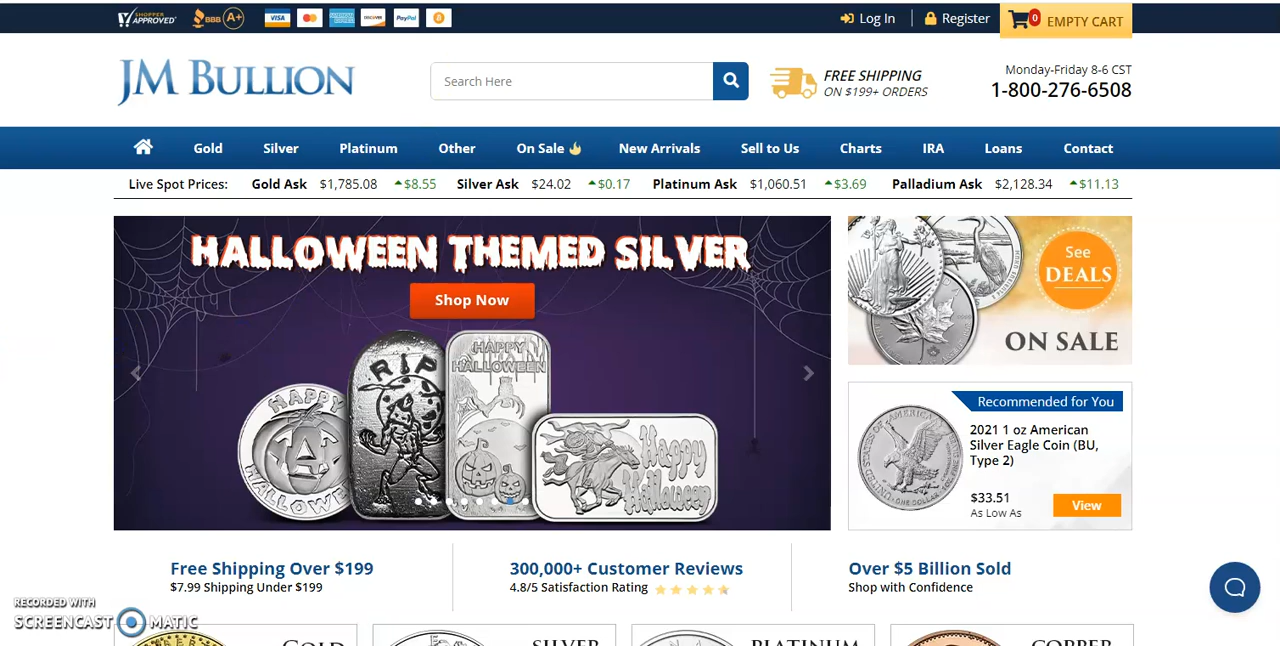 SHOPPER APPROVED BBB A+ VISA DISCOVER PayPal Log In Register 0 EMPTY CART
JM BULLION
Search Here
FREE SHIPPING
ON $199+ ORDERS
Monday-Friday 8-6 CST
1-800-276-6508
Gold Silver Platinum Other On Sale New Arrivals Sell to Us Charts IRA Loans Contact
Live Spot Prices: Gold Ask $1,785.08 $8.55 Silver Ask $24.02 $0.17 Platinum Ask $1,060.51 $3.69 Palladium Ask $2,128.34 $11.13
HALLOWEEN THEMED SILVER
Shop Now
HAPPY
HALLOWE
RIP
HAPPY
HALLOWEEN
Happy
Halloween
See
DEALS
ON SALE
Recommended for You
2021 1 oz American
Silver Eagle Coin (BU,
Type 2)
$33.51
As Low As
View
Free Shipping Over $199
$7.99 Shipping Under $199
300,000+ Customer Reviews
4.8/5 Satisfaction Rating
Over $5 Billion Sold
Shop with Confidence
RECORDED WITH
SCREENCAST MATIC
GOLD SILVER PLATINUM COPPER